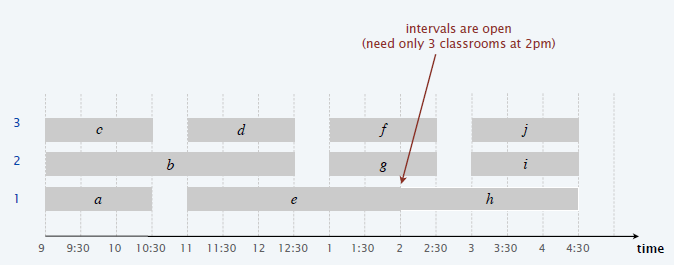 intervals are open
(need only 3 classrooms at 2pm)
3 c d f j
2 b g i
1 a e h
9 9:30 10 10:30 11 11:30 12 12:30 1 1:30 2 2:30 3 3:30 4 4:30 time